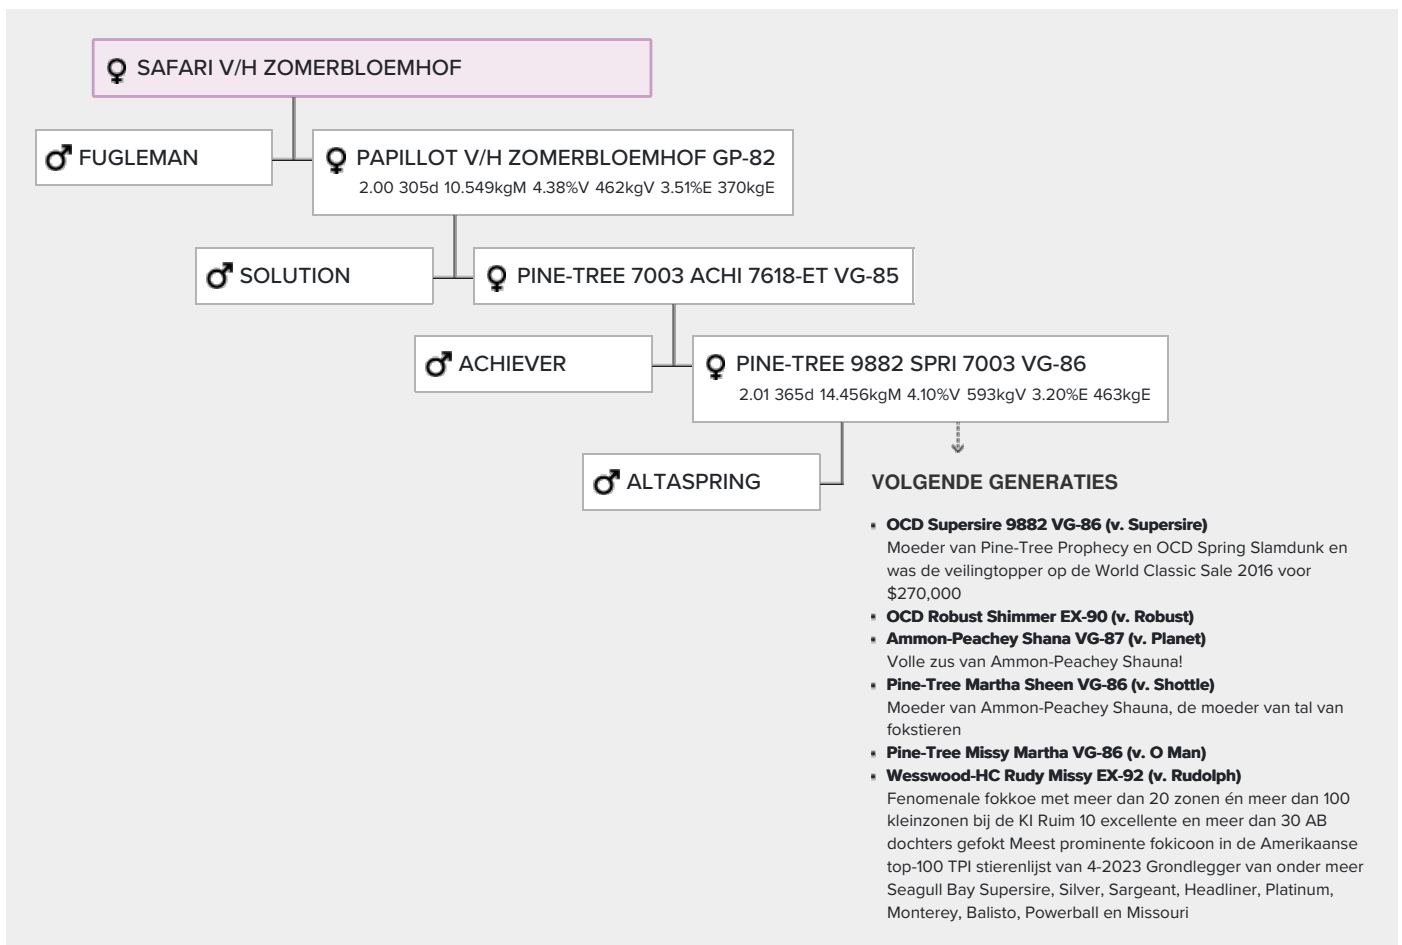 SAFARI V/H ZOMERBLOEMHOF
FUGLEMAN
PAPILLOT V/H ZOMERBLOEMHOF GP-82
2.00 305d 10.549kgM 4.38%V 462kgV 3.51%E 370kgE
SOLUTION
PINE-TREE 7003 ACHI 7618-ET VG-85
ACHIEVER
PINE-TREE 9882 SPRI 7003 VG-86
2.01 365d 14.456kgM 4.10%V 593kgV 3.20%E 463kgE
ALTASPRING
VOLGENDE GENERATIES
OCD Supersire 9882 VG-86 (v. Supersire)
Moeder van Pine-Tree Prophecy en OCD Spring Slamdunk en
was de veilingtopper op de World Classic Sale 2016 voor
$270,000
OCD Robust Shimmer EX-90 (v. Robust)
Ammon-Peachey Shana VG-87 (v. Planet)
Volle zus van Ammon-Peachey Shauna!
Pine-Tree Martha Sheen VG-86 (v. Shottle)
Moeder van Ammon-Peachey Shauna, de moeder van tal van
fokstieren
Pine-Tree Missy Martha VG-86 (v. O Man)
Wesswood-HC Rudy Missy EX-92 (v. Rudolph)
Fenomenale fokkoe met meer dan 20 zonen én meer dan 100
kleinzonen bij de KI Ruim 10 excellente en meer dan 30 AB
dochters gefokt Meest prominente fokicoon in de Amerikaanse
top-100 TPI stierenlijst van 4-2023 Grondlegger van onder meer
Seagull Bay Supersire, Silver, Sargeant, Headliner, Platinum,
Monterey, Balisto, Powerball en Missouri